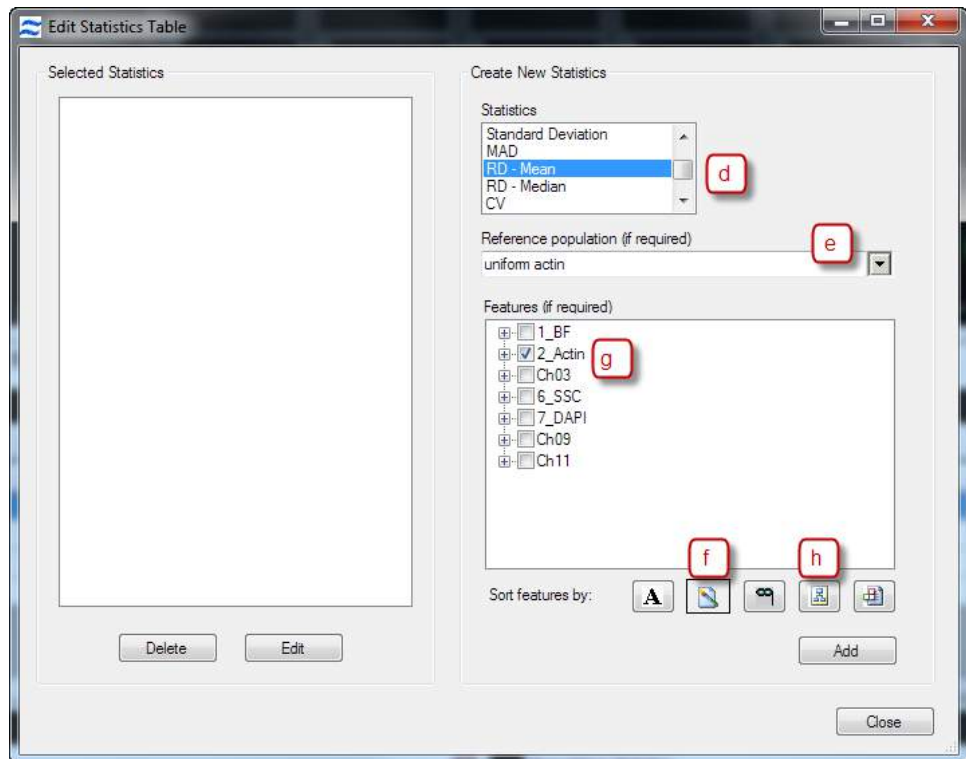 Edit Statistics Table
Selected Statistics
Delete
Edit
Create New Statistics
Statistics
Standard Deviation
MAD
RD - Mean
RD - Median
CV
d
Reference population (if required)
e
uniform actin
Features (if required)
1_BF
2_Actin
g
Ch03
6_SSC
7_DAPI
Ch09
Ch11
f
h
Sort features by:
A
Add
Close